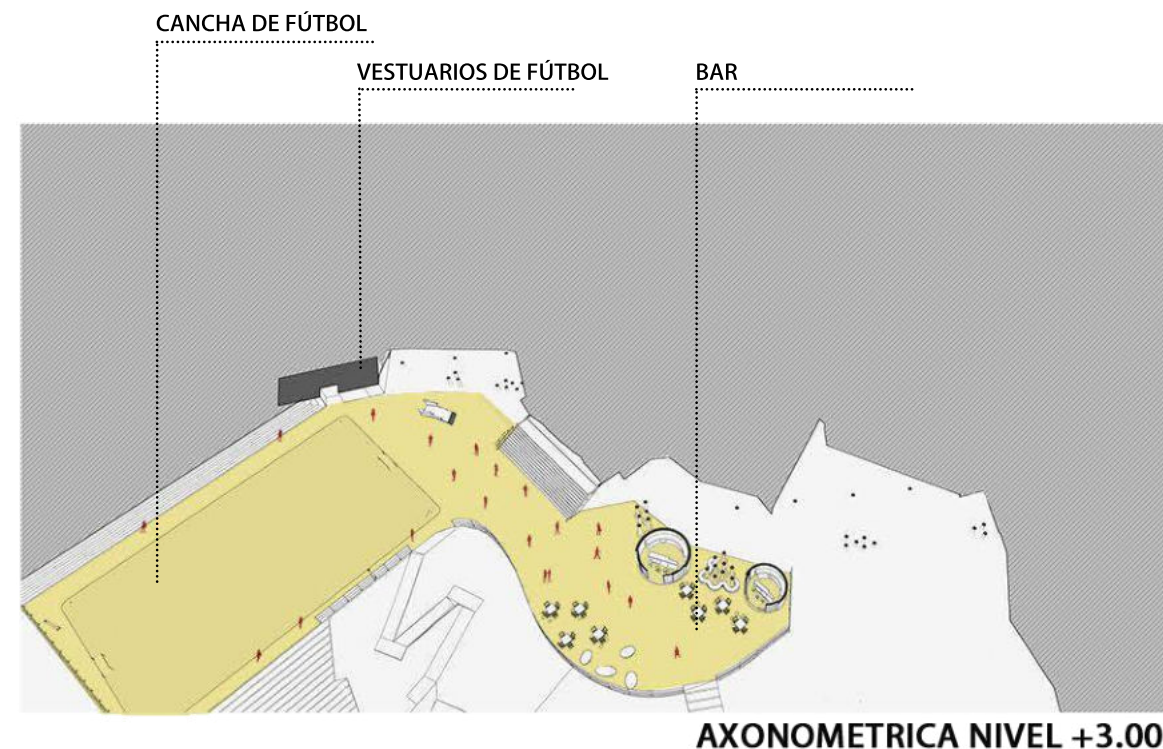 CANCHA DE FÚTBOL
VESTUARIOS DE FÚTBOL
BAR
AXONOMETRICA NIVEL +3.00